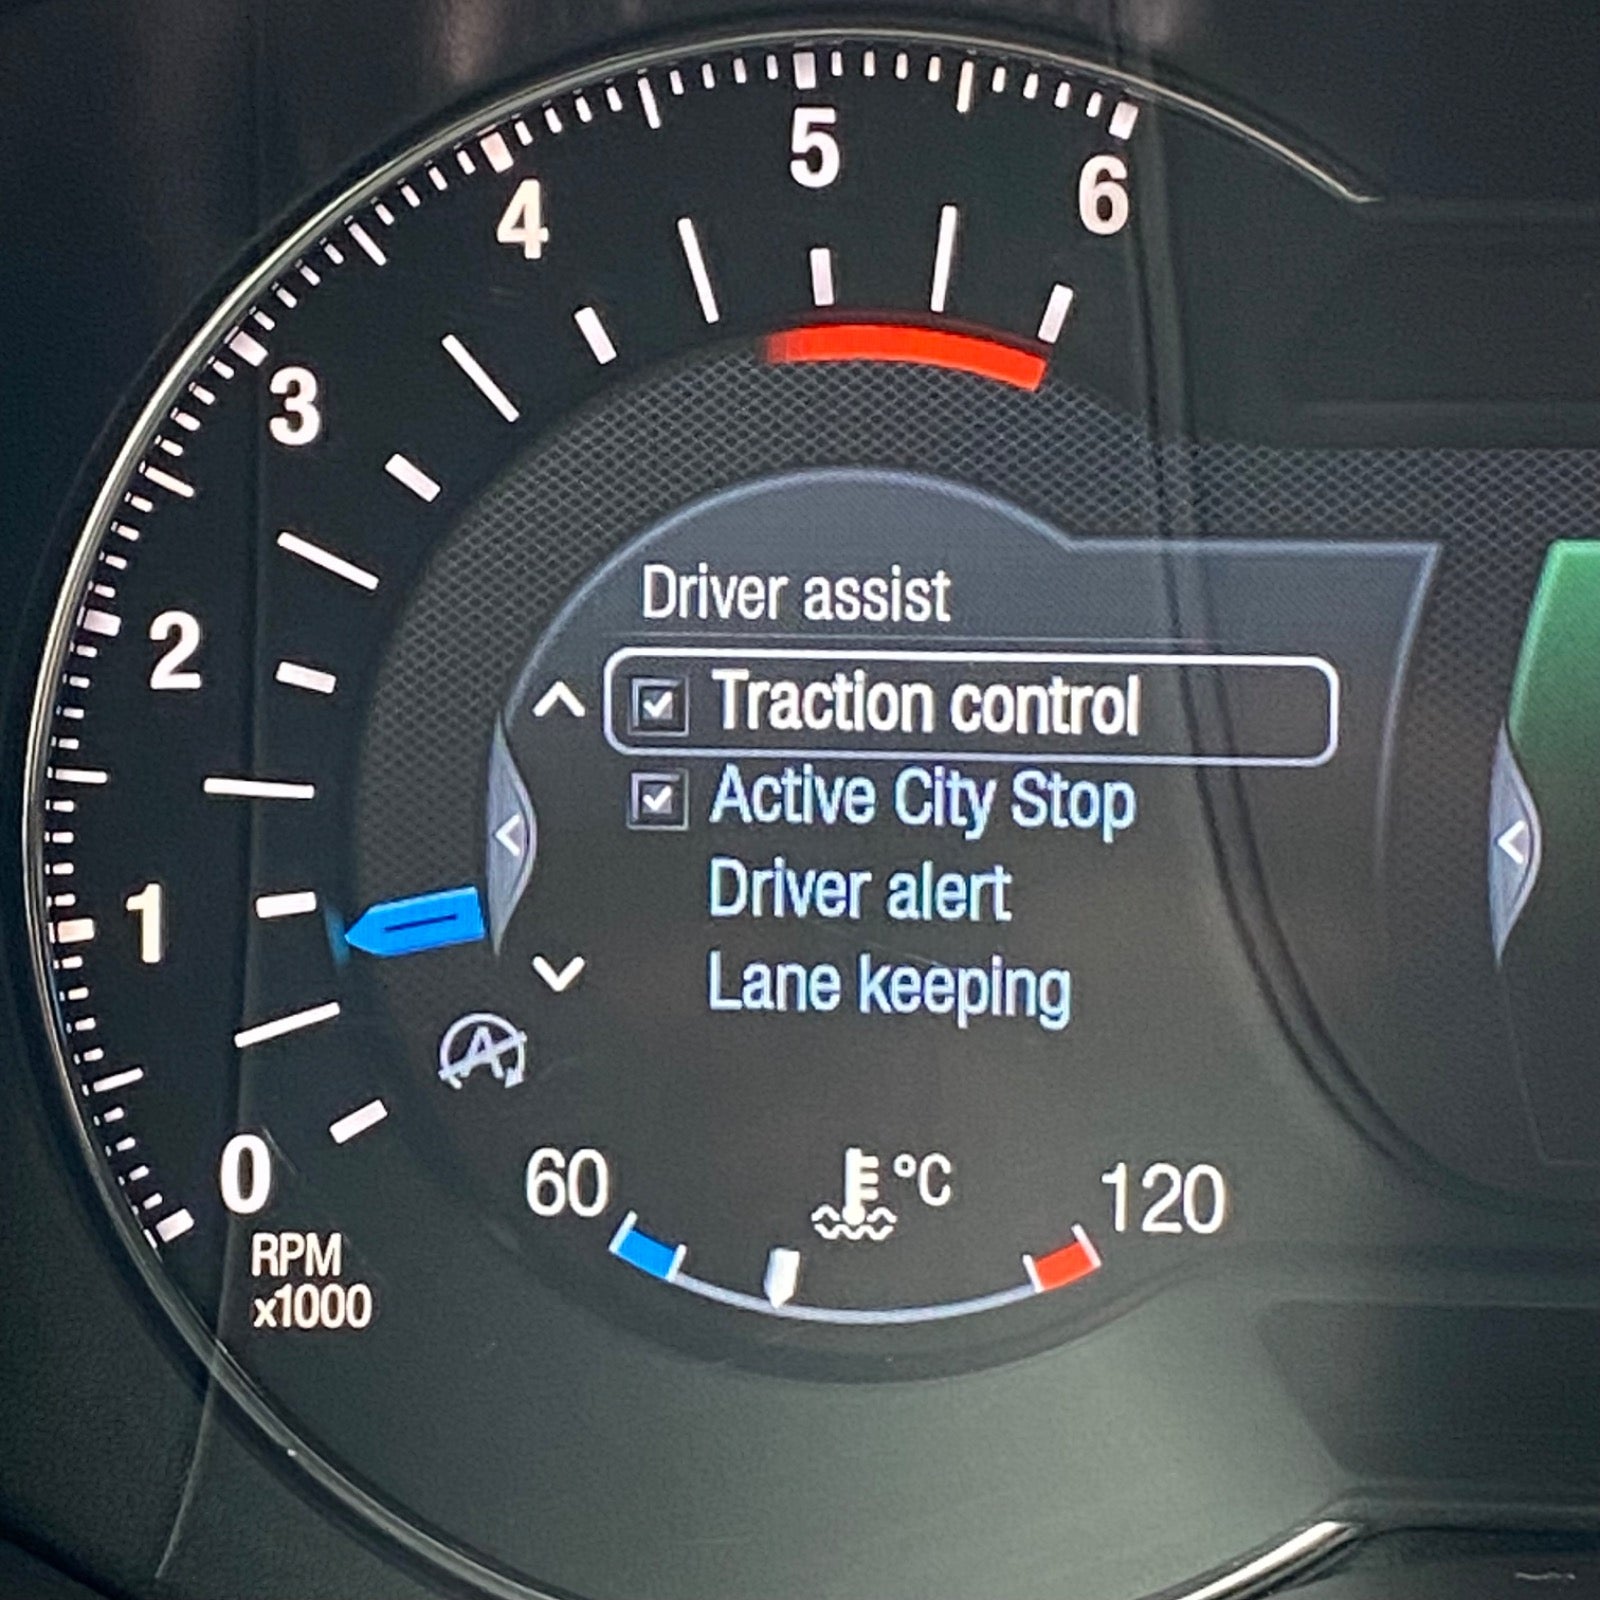 5
6
4
3
2
1
0
RPM
x1000
Driver assist
Traction control
Active City Stop
Driver alert
Lane keeping
A
60
°C
120